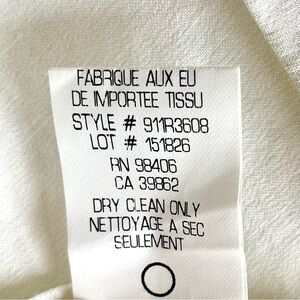 FABRIQUE AUX EU
DE IMPORTEE TISSU
STYLE # 911R3608
LOT # 151826
RN 98406
CA 39862
DRY CLEAN ONLY
NETTOYAGE A SEC
SEULEMENT